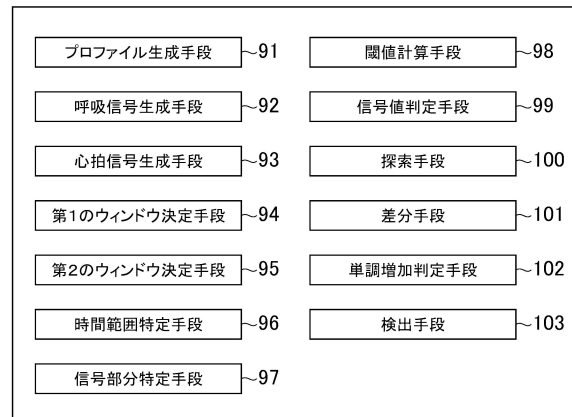 プロファイル生成手段 ~91
呼吸信号生成手段 ~92
心拍信号生成手段 ~93
第1のウィンドウ決定手段 ~94
第2のウィンドウ決定手段 ~95
時間範囲特定手段 ~96
信号部分特定手段 ~97
閾値計算手段 ~98
信号値判定手段 ~99
探索手段 ~100
差分手段 ~101
単調増加判定手段 ~102
検出手段 ~103